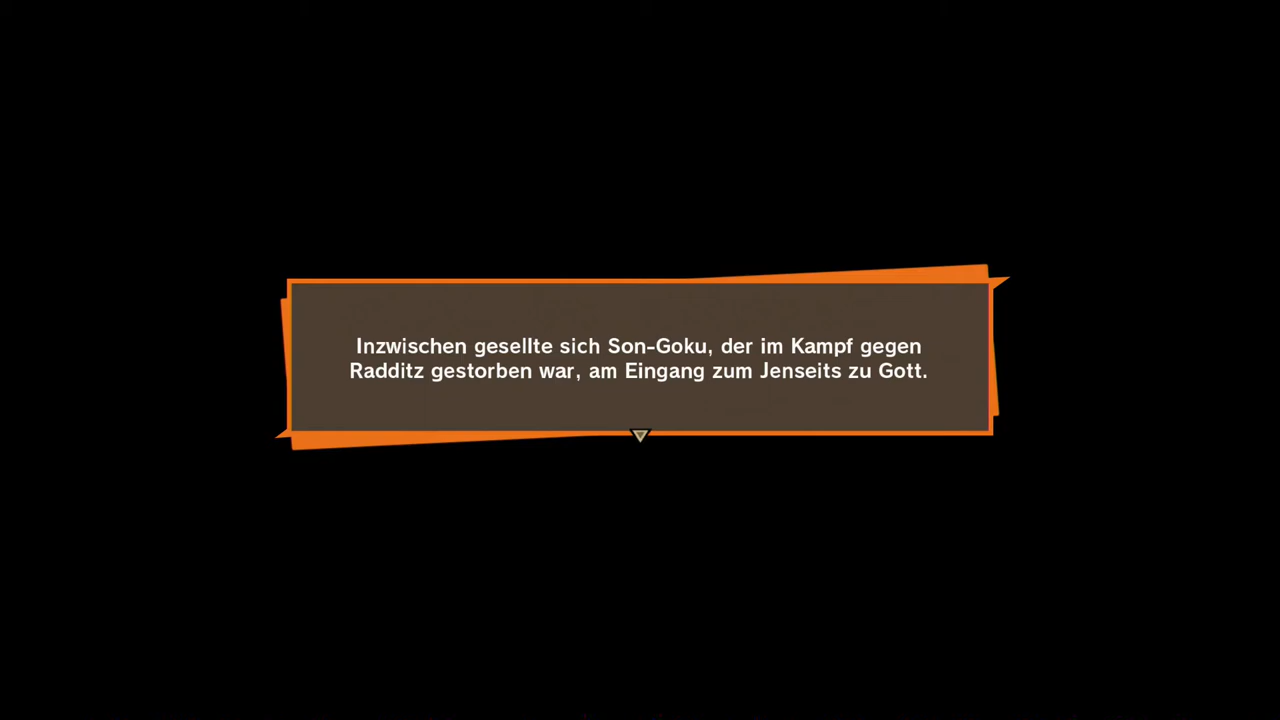 Inzwischen gesellte sich Son-Goku, der im Kampf gegen
Radditz gestorben war, am Eingang zum Jenseits zu Gott.